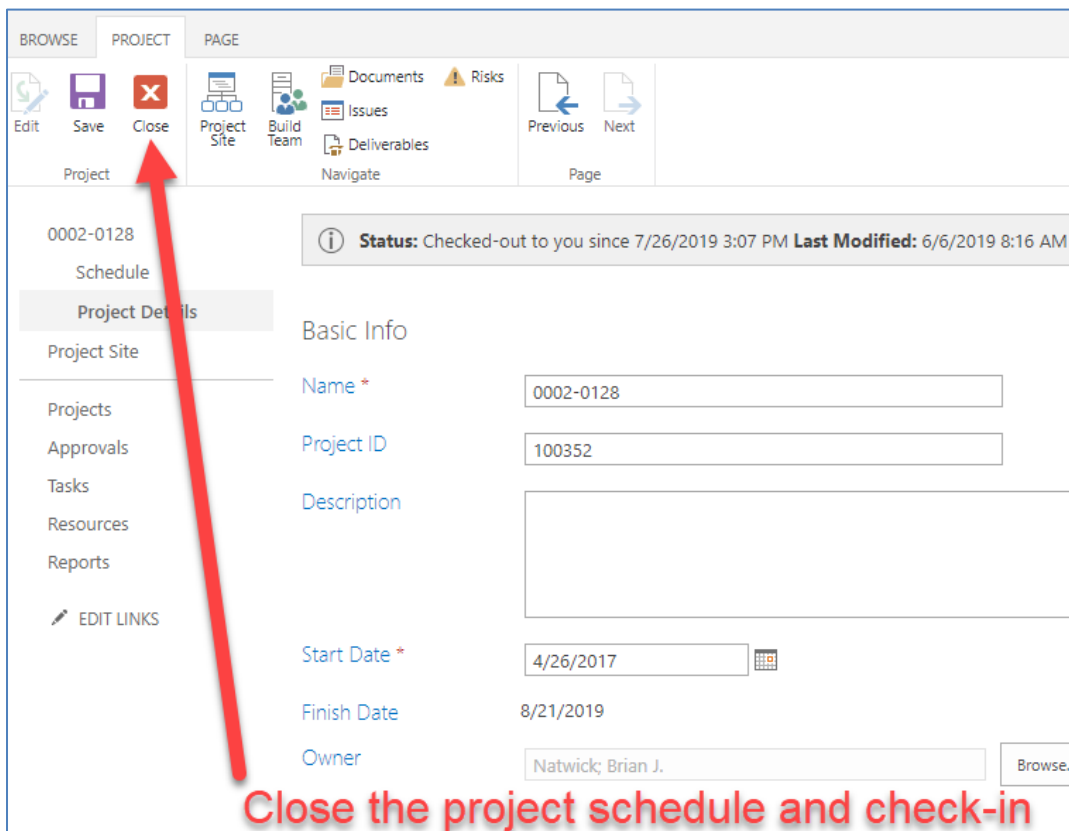 BROWSE PROJECT PAGE
Edit Save Close Project Site Build Team Documents Risks
Issues
Deliverables
Previous Next
Project Navigate Page
0002-0128
Schedule
Project Details
Project Site
Projects
Approvals
Tasks
Resources
Reports
EDIT LINKS
Status: Checked-out to you since 7/26/2019 3:07 PM Last Modified: 6/6/2019 8:16 AM
Basic Info
Name * 0002-0128
Project ID 100352
Description
Start Date * 4/26/2017
Finish Date 8/21/2019
Owner Natwick; Brian J. Browse.
Close the project schedule and check-in